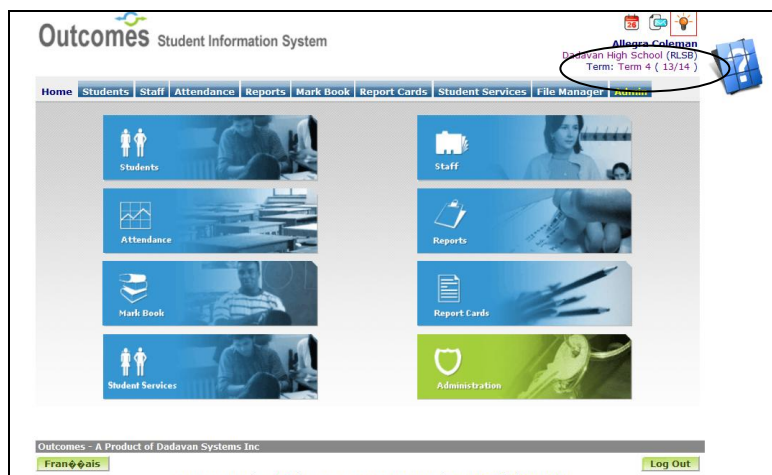 Outcomes Student Information System
26
Allegra Coleman
Dadavan High School (RLSB)
Term: Term 4 ( 13/14 )
Home Students Staff Attendance Reports Mark Book Report Cards Student Services File Manager Admin
Students
Staff
Attendance
Reports
Mark Book
Report Cards
Student Services
Administration
Outcomes - A Product of Dadavan Systems Inc
Fran��ais
Log Out